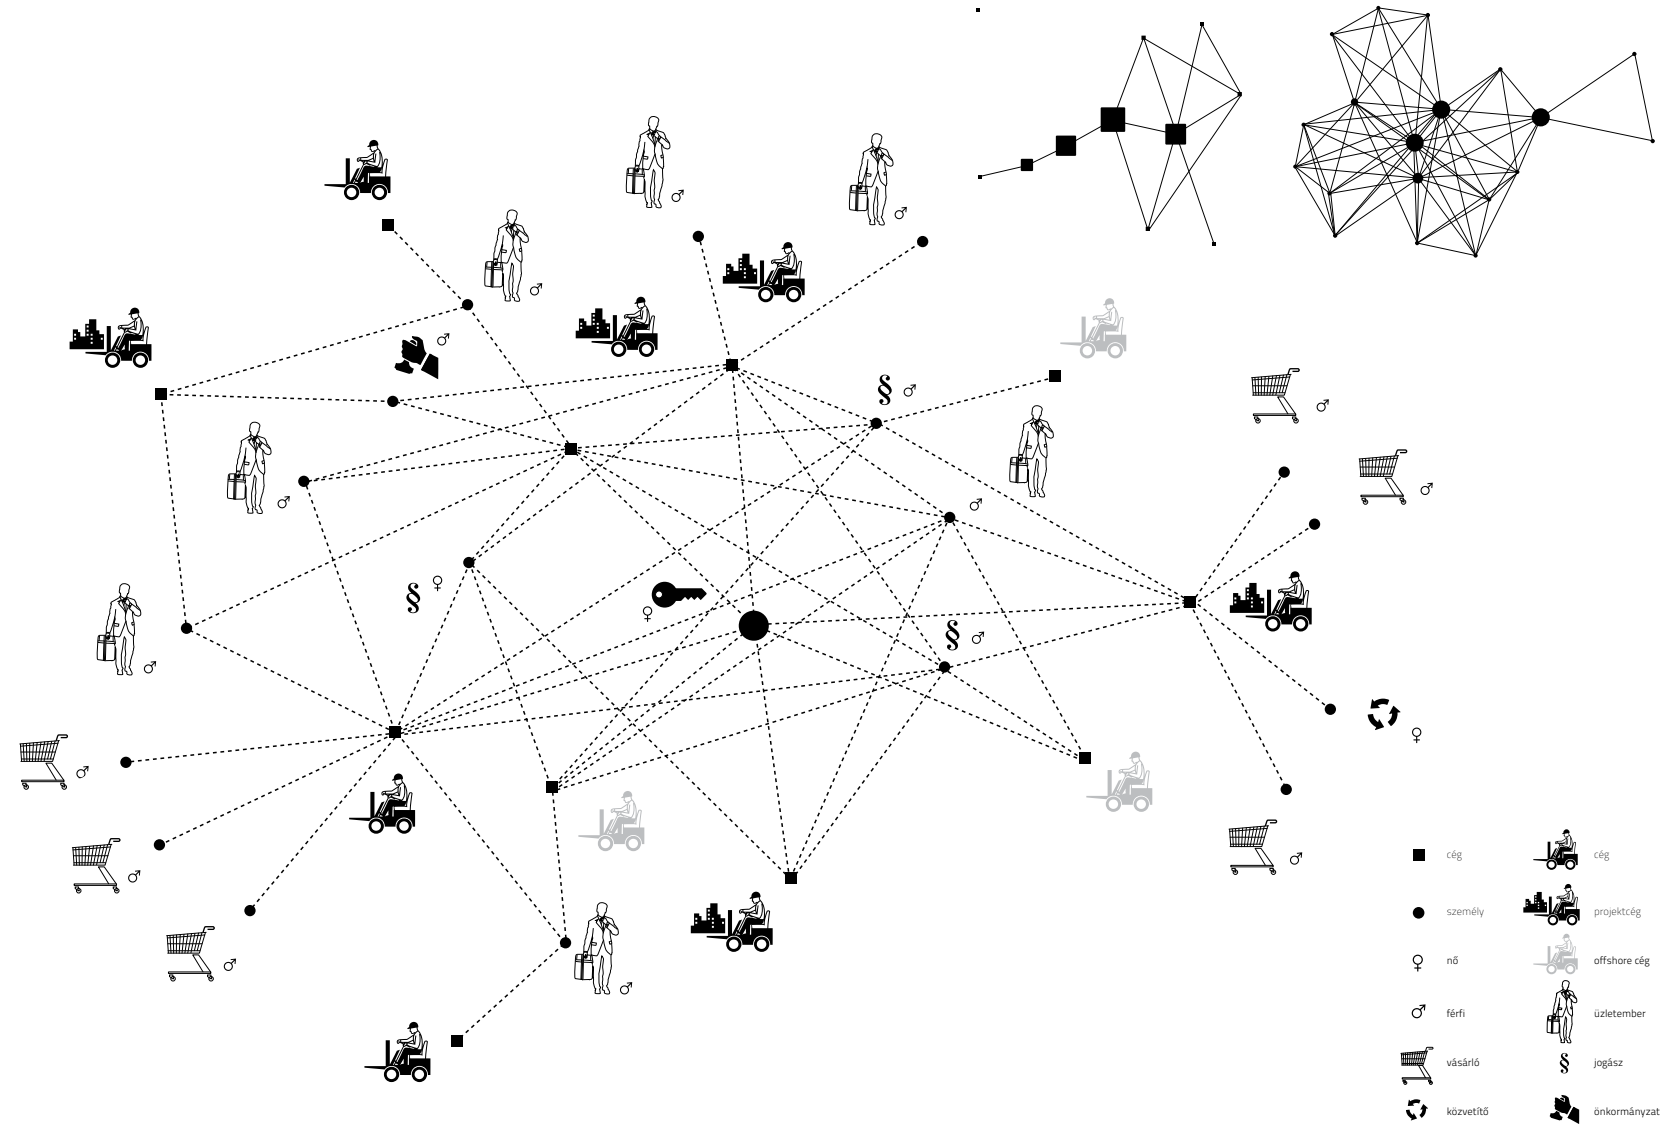 cég
cég
személy
projektcég
nő
offshore cég
férfi
üzletember
vásárló
§
jogász
közvetítő
önkormányzat
§
§
§